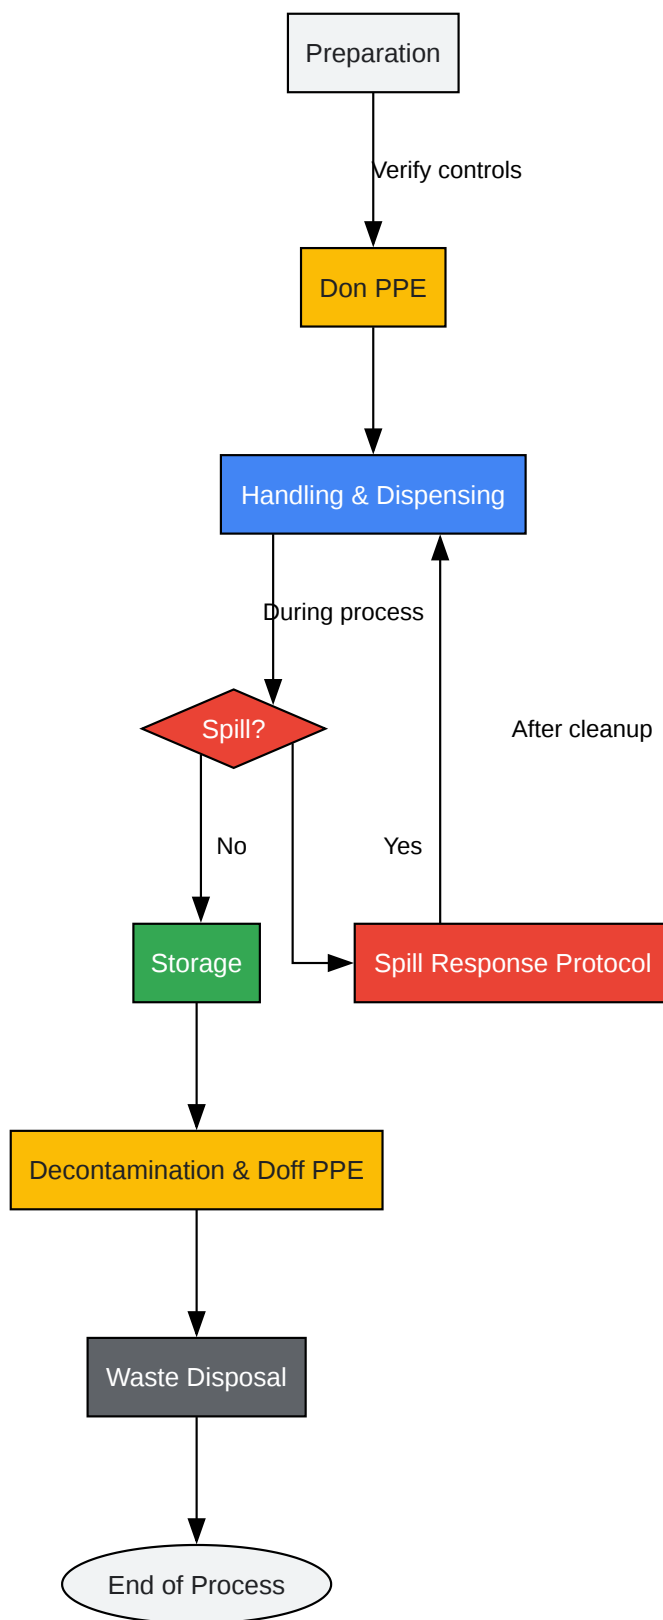 Preparation
Verify controls
Don PPE
Handling & Dispensing
During process
Spill?
After cleanup
No
Yes
Storage
Spill Response Protocol
Decontamination & Doff PPE
Waste Disposal
End of Process